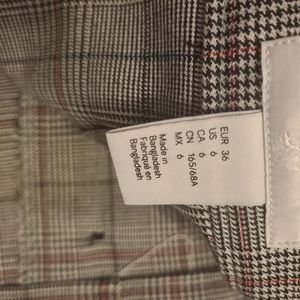 EUR 36
US 6
CA 6
CN 165/68A
MX 6
Made in
Bangladesh
Fabriqué en
Bangladesh